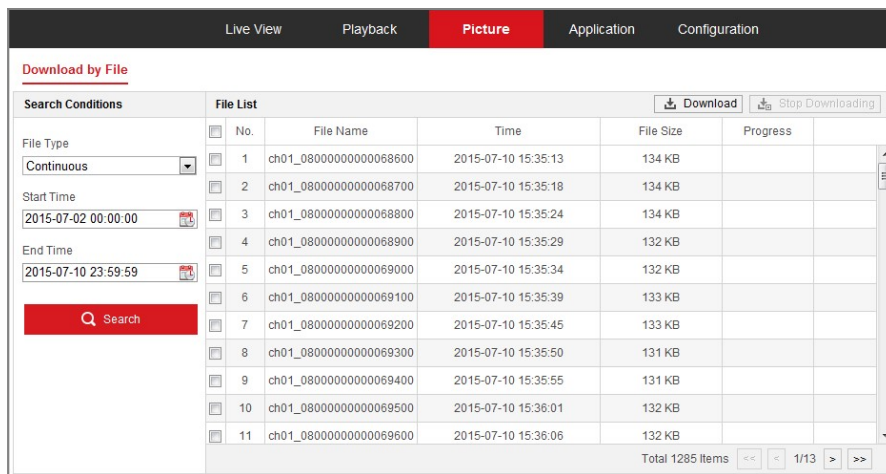 Live View Playback Picture Application Configuration
Download by File
Search Conditions
File Type
Continuous
Start Time
2015-07-02 00:00:00
End Time
2015-07-10 23:59:59
Search
File List Download Stop Downloading
No. File Name Time File Size Progress
1 ch01_08000000000068600 2015-07-10 15:35:13 134 KB
2 ch01_08000000000068700 2015-07-10 15:35:18 134 KB
3 ch01_08000000000068800 2015-07-10 15:35:24 134 KB
4 ch01_08000000000068900 2015-07-10 15:35:29 132 KB
5 ch01_08000000000069000 2015-07-10 15:35:34 132 KB
6 ch01_08000000000069100 2015-07-10 15:35:39 133 KB
7 ch01_08000000000069200 2015-07-10 15:35:45 133 KB
8 ch01_08000000000069300 2015-07-10 15:35:50 131 KB
9 ch01_08000000000069400 2015-07-10 15:35:55 131 KB
10 ch01_08000000000069500 2015-07-10 15:36:01 132 KB
11 ch01_08000000000069600 2015-07-10 15:36:06 132 KB
Total 1285 Items << < 1/13 > >>